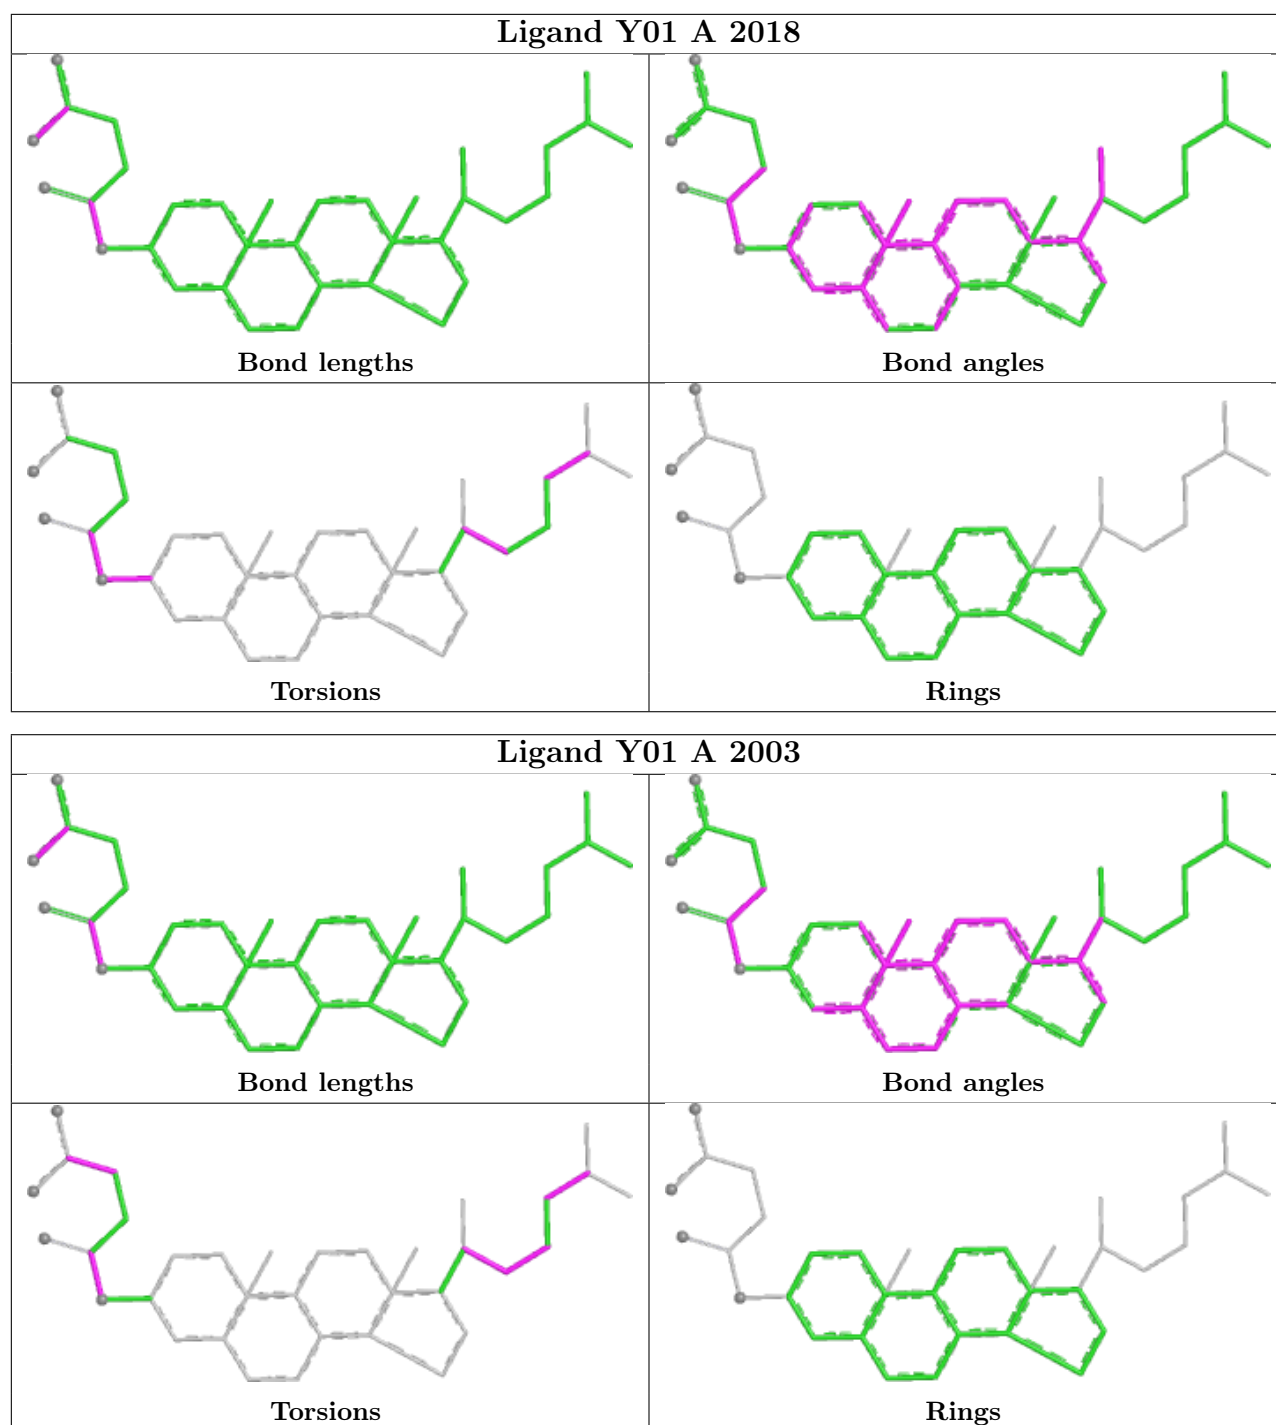 Ligand Y01 A 2018
Bond lengths
Bond angles
Torsions
Rings
Ligand Y01 A 2003
Bond lengths
Bond angles
Torsions
Rings